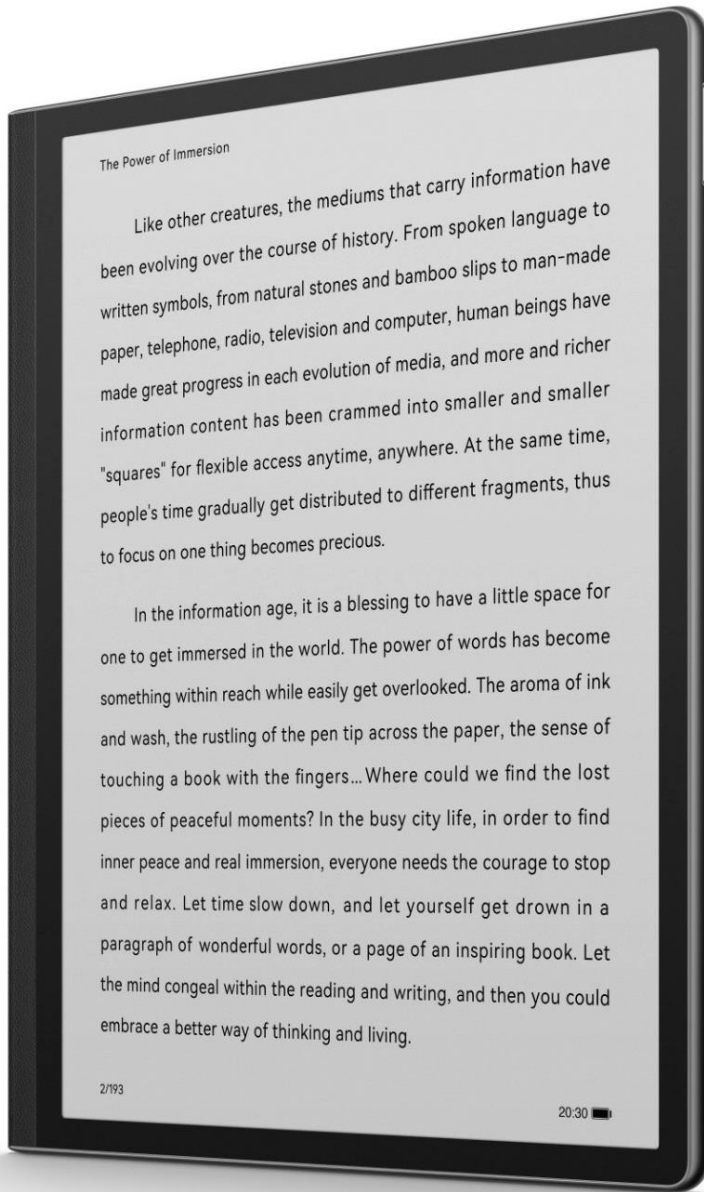 The Power of Immersion
Like other creatures, the mediums that carry information have
been evolving over the course of history. From spoken language to
written symbols, from natural stones and bamboo slips to man-made
paper, telephone, radio, television and computer, human beings have
made great progress in each evolution of media, and more and richer
information content has been crammed into smaller and smaller
"squares" for flexible access anytime, anywhere. At the same time,
people's time gradually get distributed to different fragments, thus
to focus on one thing becomes precious.
In the information age, it is a blessing to have a little space for
one to get immersed in the world. The power of words has become
something within reach while easily get overlooked. The aroma of ink
and wash, the rustling of the pen tip across the paper, the sense of
touching a book with the fingers... Where could we find the lost
pieces of peaceful moments? In the busy city life, in order to find
inner peace and real immersion, everyone needs the courage to stop
and relax. Let time slow down, and let yourself get drown in a
paragraph of wonderful words, or a page of an inspiring book. Let
the mind congeal within the reading and writing, and then you could
embrace a better way of thinking and living.
2/193
20:30